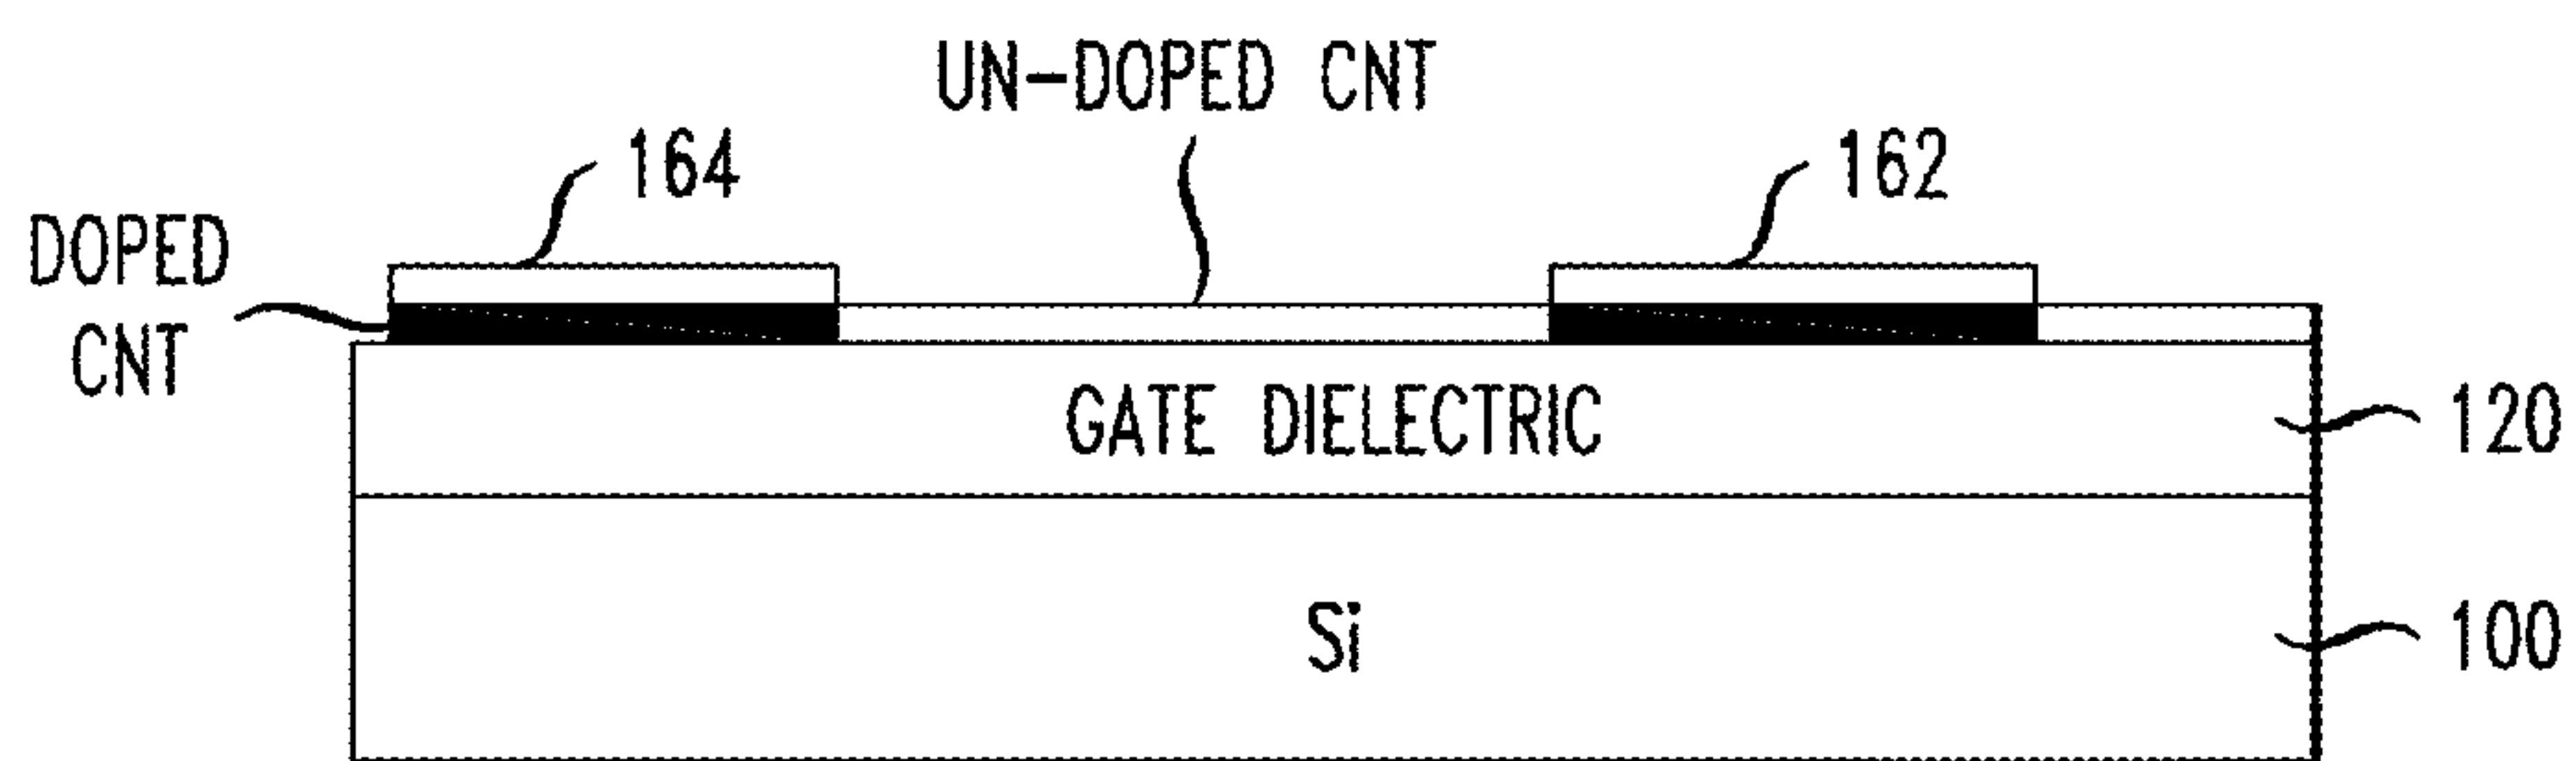 UN-DOPED CNT
164
162
DOPED
CNT
GATE DIELECTRIC
120
Si
100